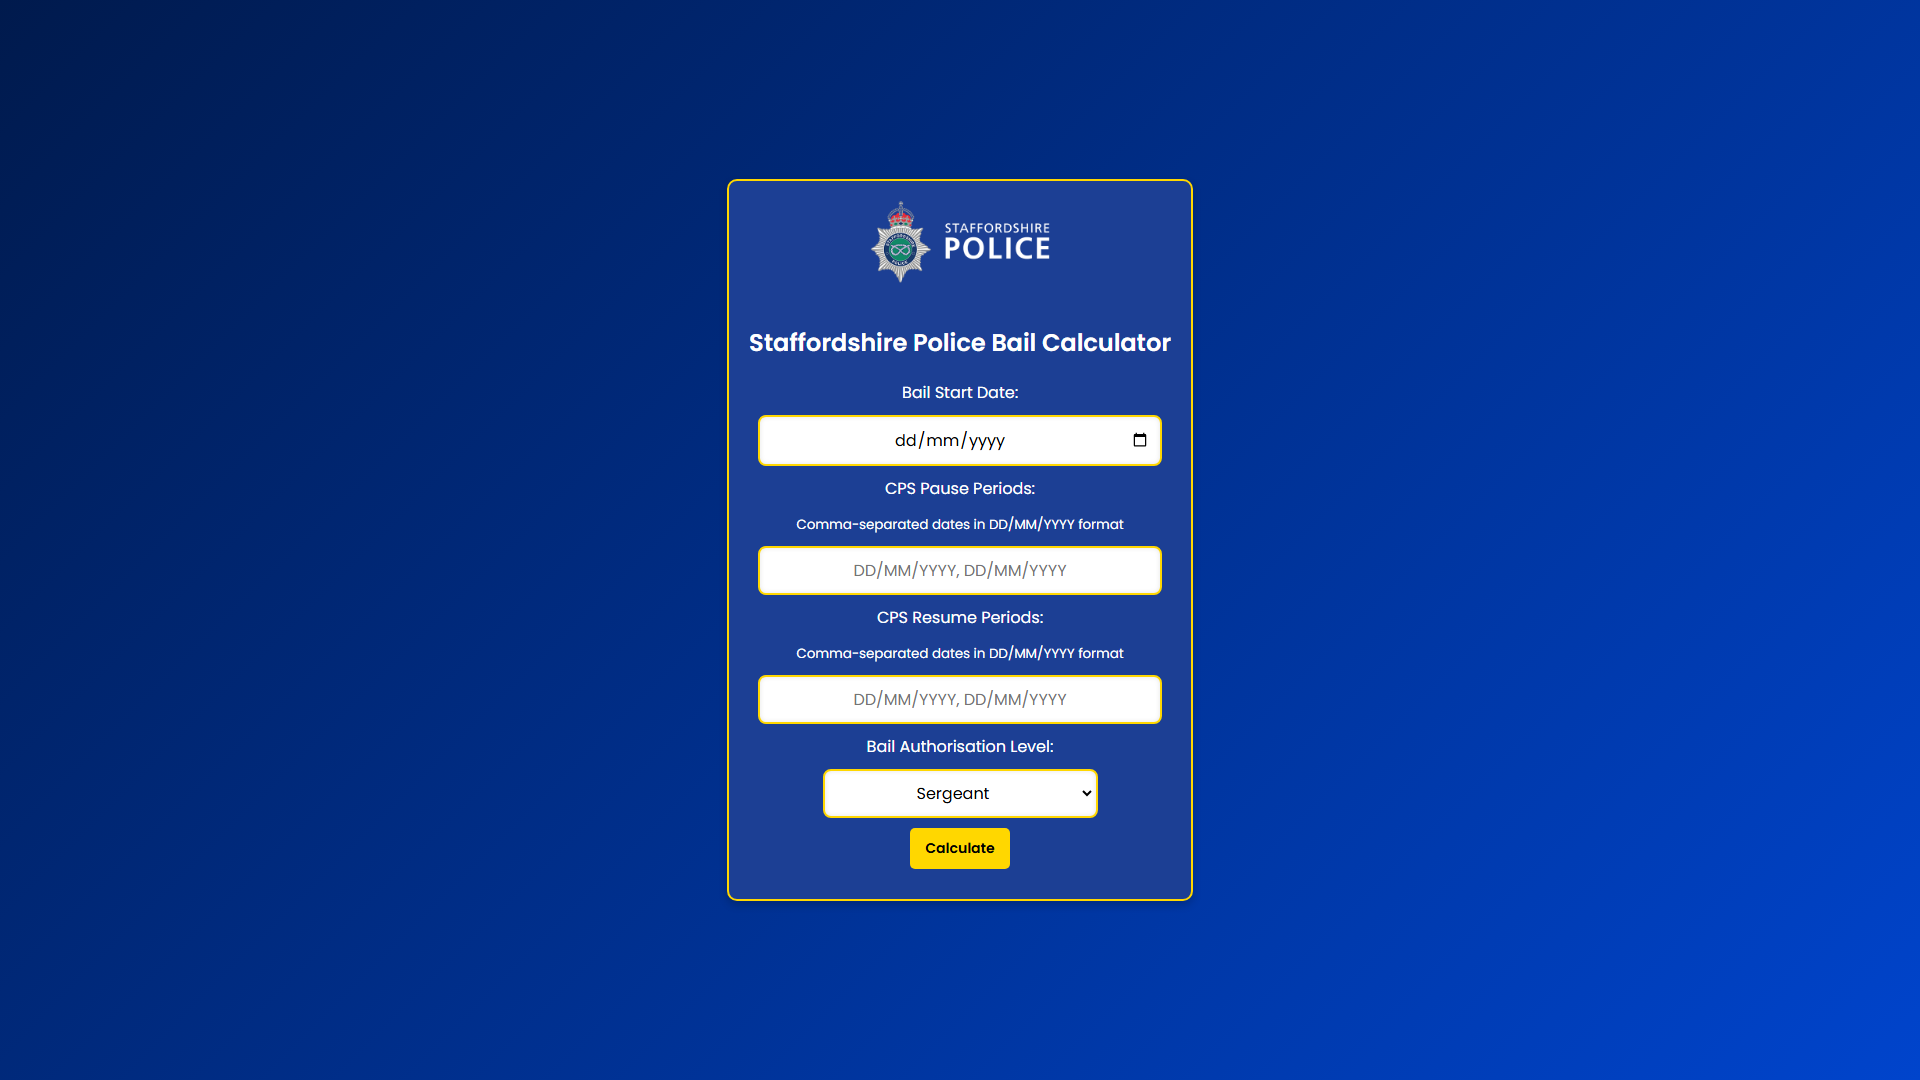 STAFFORDSHIRE
POLICE
Staffordshire Police Bail Calculator
Bail Start Date:
dd/mm/yyyy
CPS Pause Periods:
Comma-separated dates in DD/MM/YYYY format
DD/MM/YYYY, DD/MM/YYYY
CPS Resume Periods:
Comma-separated dates in DD/MM/YYYY format
DD/MM/YYYY, DD/MM/YYYY
Bail Authorisation Level:
Sergeant
Calculate